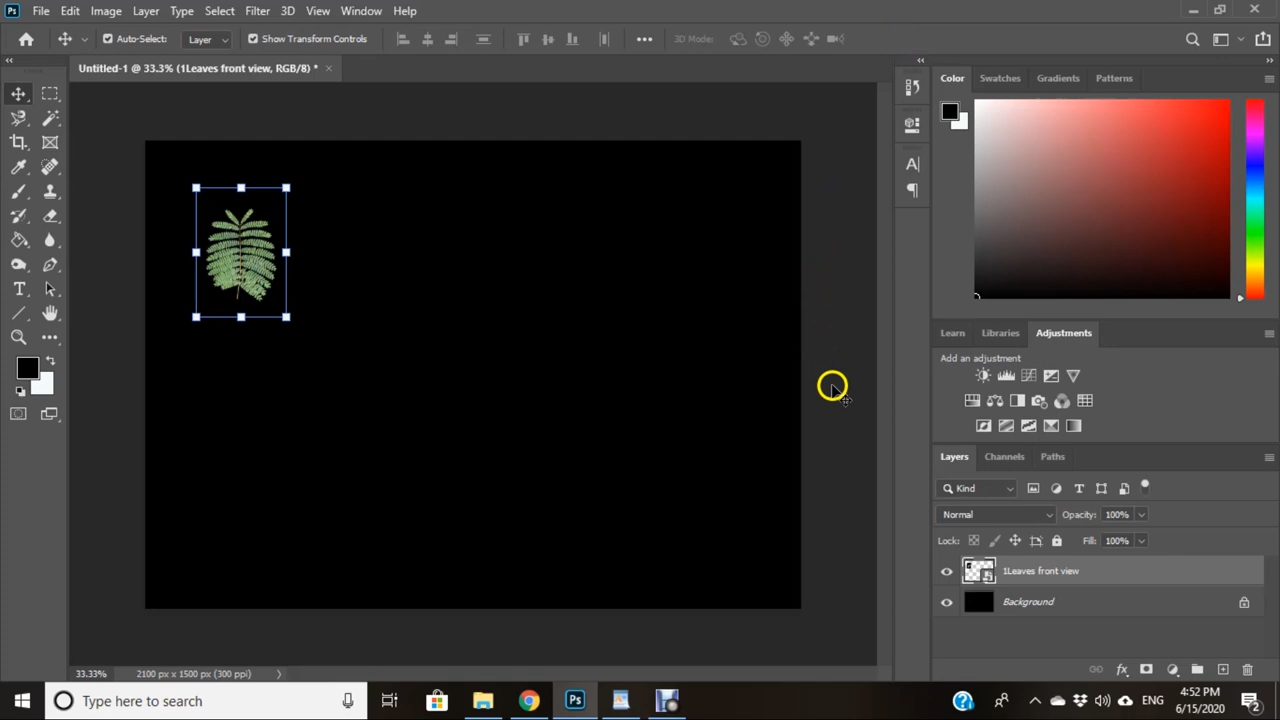 Ps File Edit Image Layer Type Select Filter 3D View Window Help
Auto-Select: Layer Show Transform Controls 3D Mode:
Untitled-1 @ 33.3% (1Leaves front view, RGB/8) *
Color Swatches Gradients Patterns
Learn Libraries Adjustments
Add an adjustment
Layers Channels Paths
Kind
Normal Opacity: 100%
Lock: Fill: 100%
1Leaves front view
Background
33.33% 2100 px x 1500 px (300 ppi)
Type here to search Ps ENG 4:52 PM
6/15/2020 2